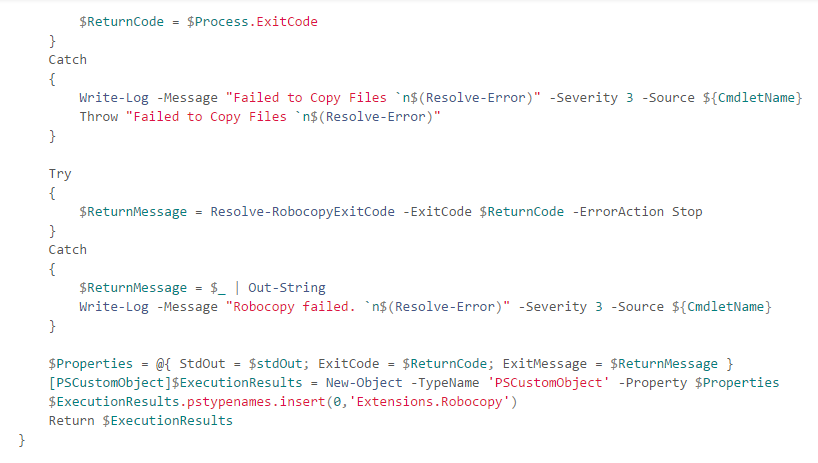 $ReturnCode = $Process.ExitCode
    }
    Catch
    {
        Write-Log -Message "Failed to Copy Files `n$(Resolve-Error)" -Severity 3 -Source ${CmdletName}
        Throw "Failed to Copy Files `n$(Resolve-Error)"
    }

    Try
    {
        $ReturnMessage = Resolve-RobocopyExitCode -ExitCode $ReturnCode -ErrorAction Stop
    }
    Catch
    {
        $ReturnMessage = $_ | Out-String
        Write-Log -Message "Robocopy failed. `n$(Resolve-Error)" -Severity 3 -Source ${CmdletName}
    }

    $Properties = @{ StdOut = $stdOut; ExitCode = $ReturnCode; ExitMessage = $ReturnMessage }
    [PSCustomObject]$ExecutionResults = New-Object -TypeName 'PSCustomObject' -Property $Properties
    $ExecutionResults.pstypenames.insert(0,'Extensions.Robocopy')
    Return $ExecutionResults
}